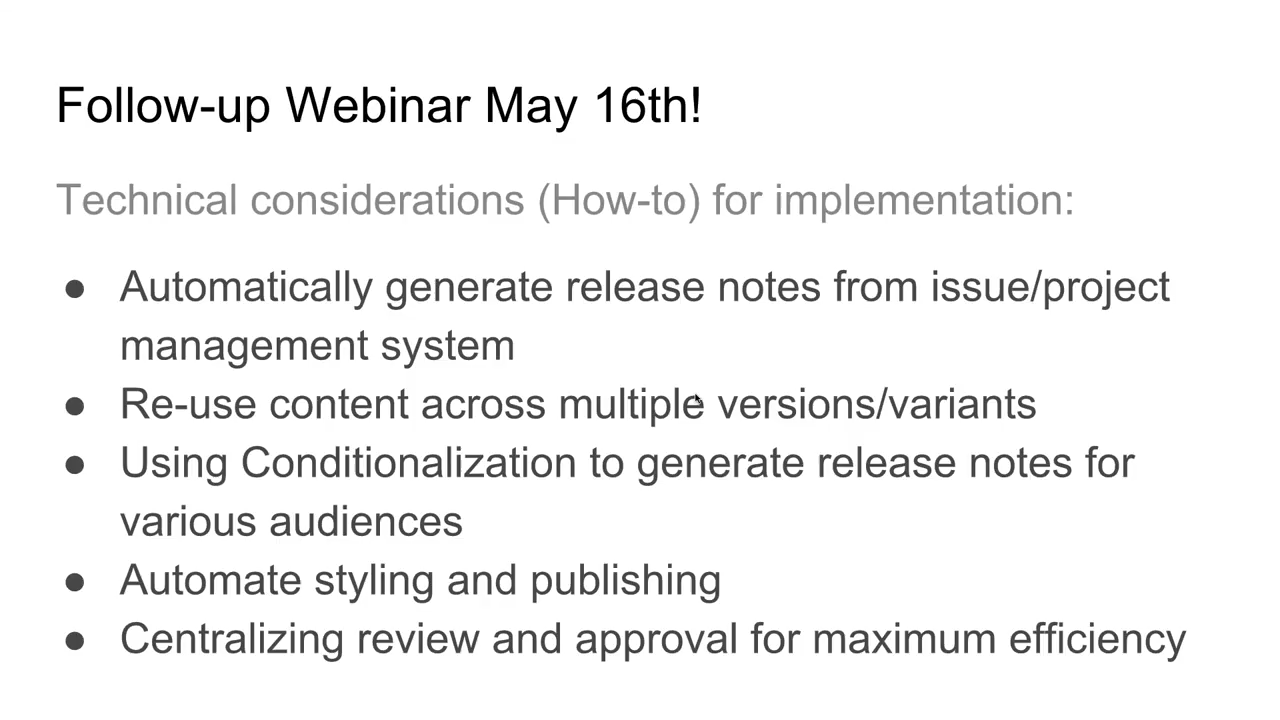 Follow-up Webinar May 16th!
Technical considerations (How-to) for implementation:
● Automatically generate release notes from issue/project
management system
● Re-use content across multiple versions/variants
● Using Conditionalization to generate release notes for
various audiences
● Automate styling and publishing
● Centralizing review and approval for maximum efficiency